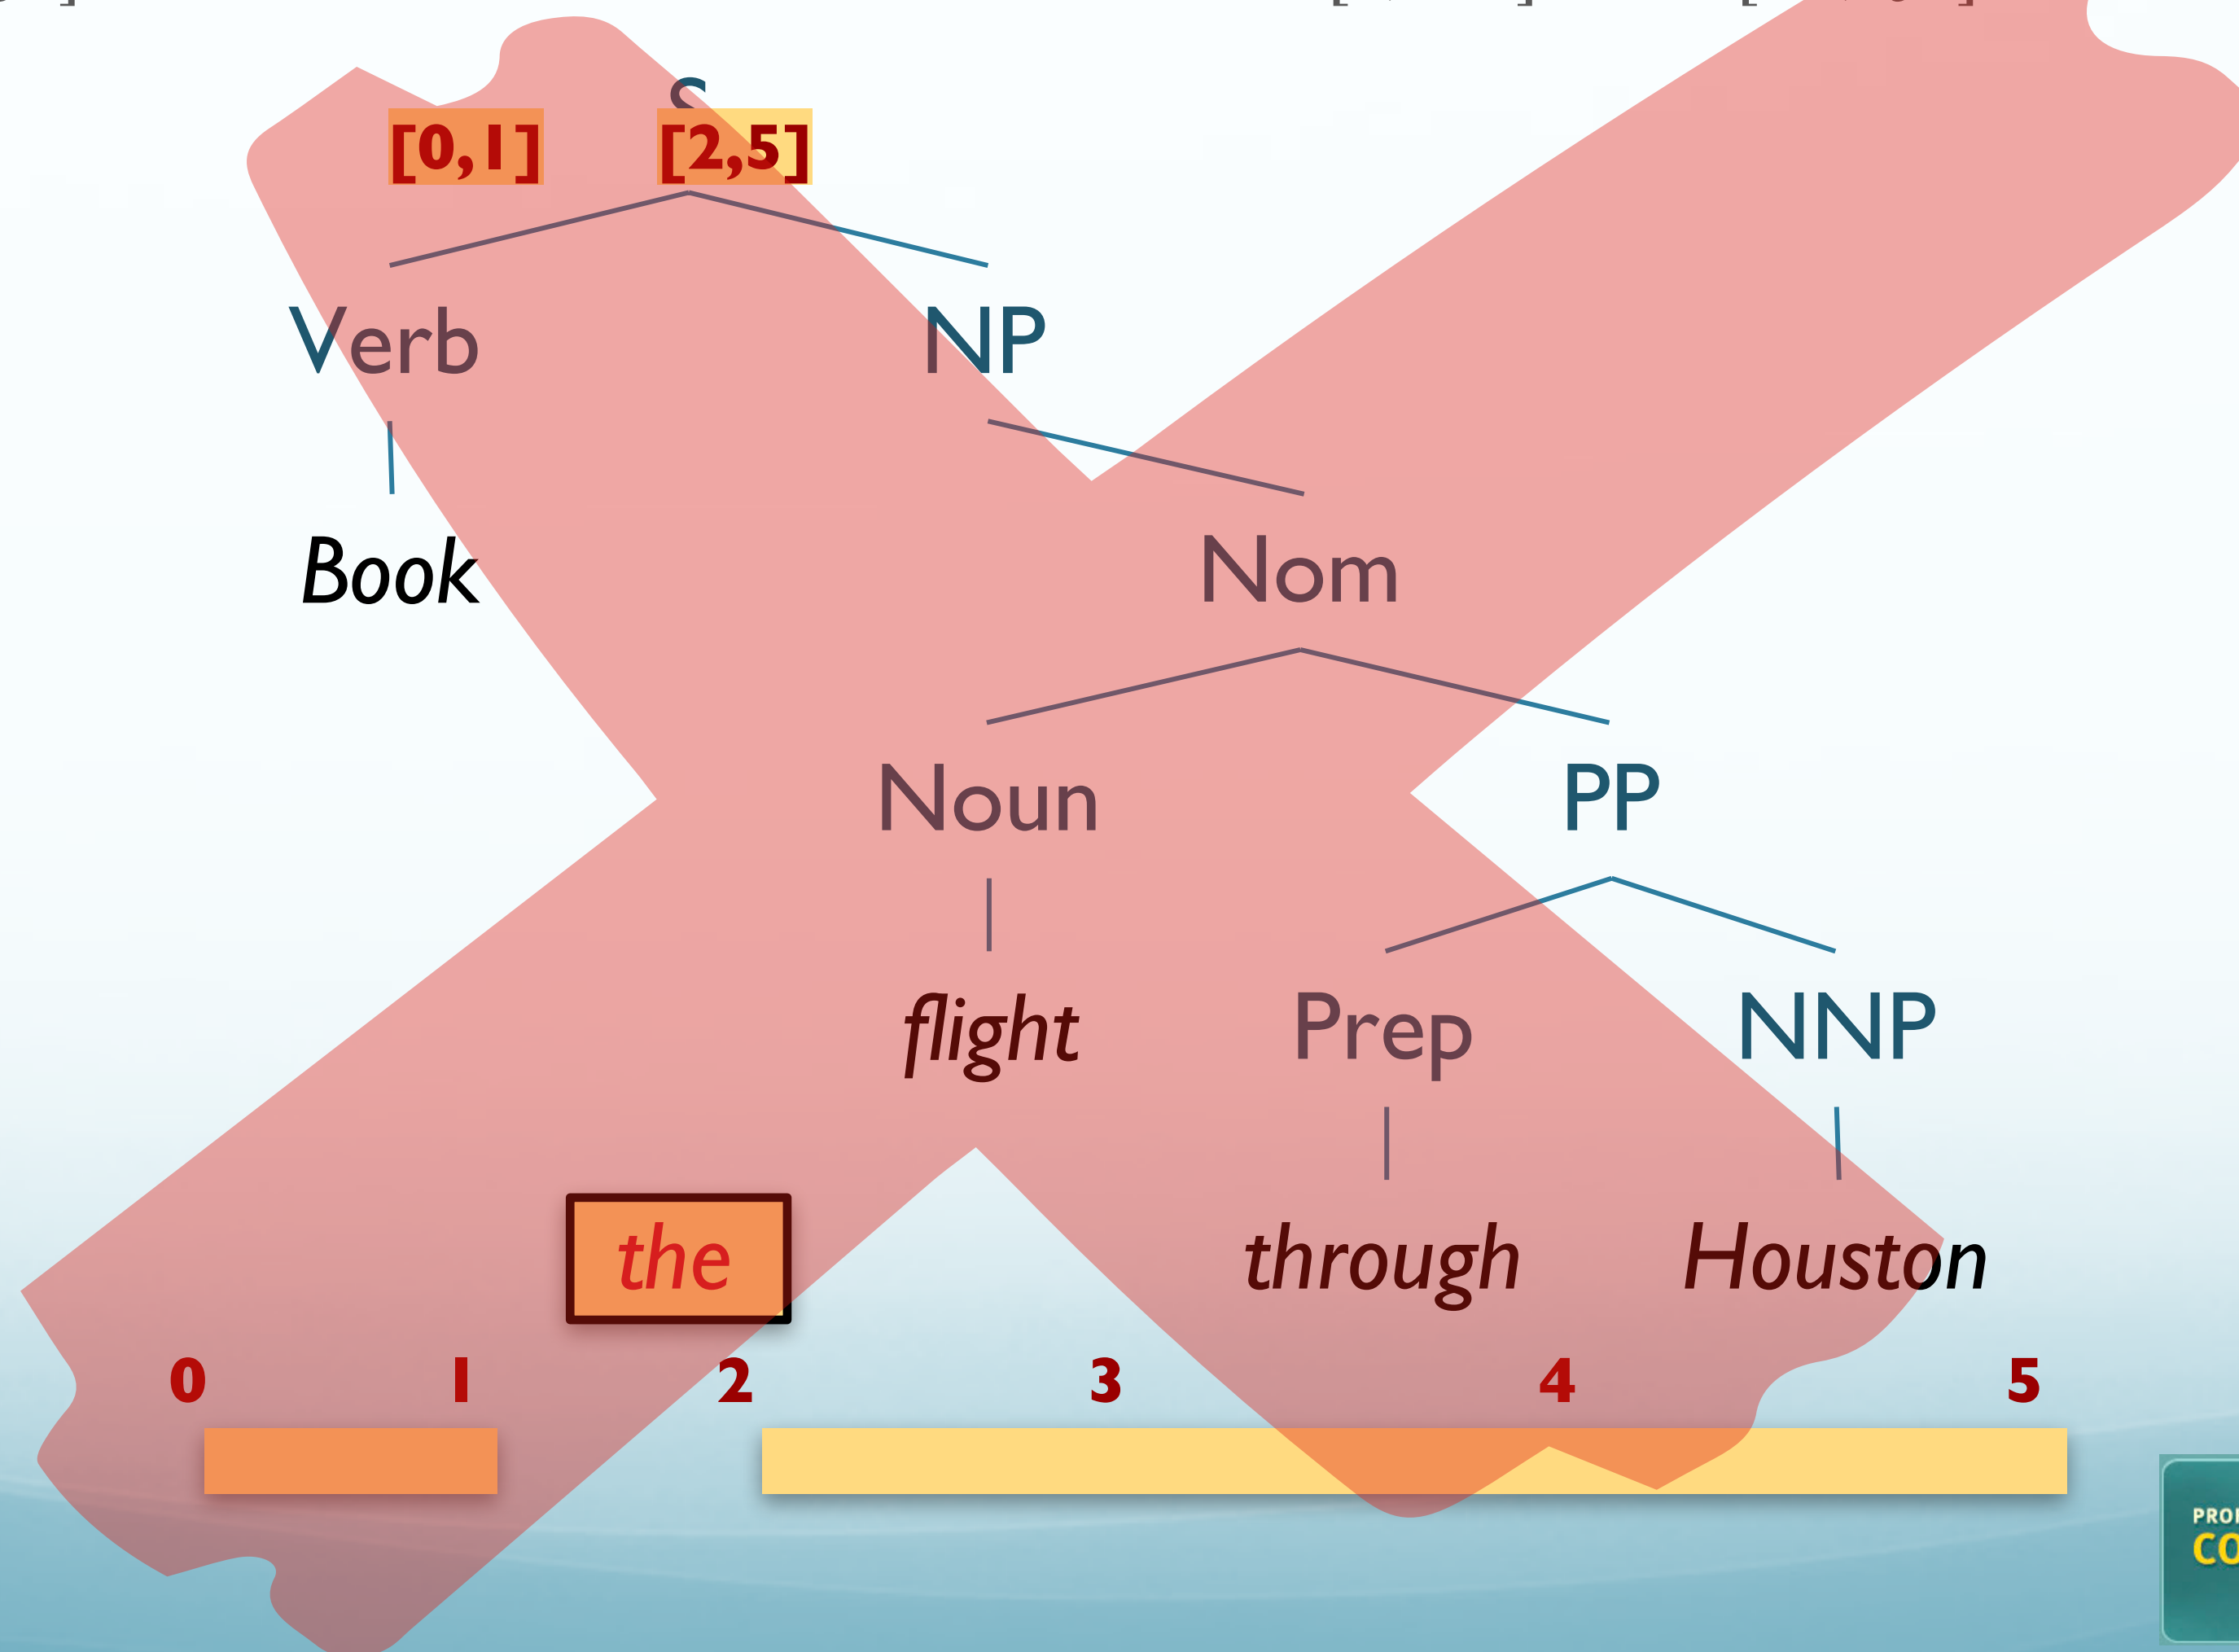 S
[0,1] [2,5]
Verb NP
Book Nom
Noun PP
flight Prep NNP
the through Houston
0 1 2 3 4 5